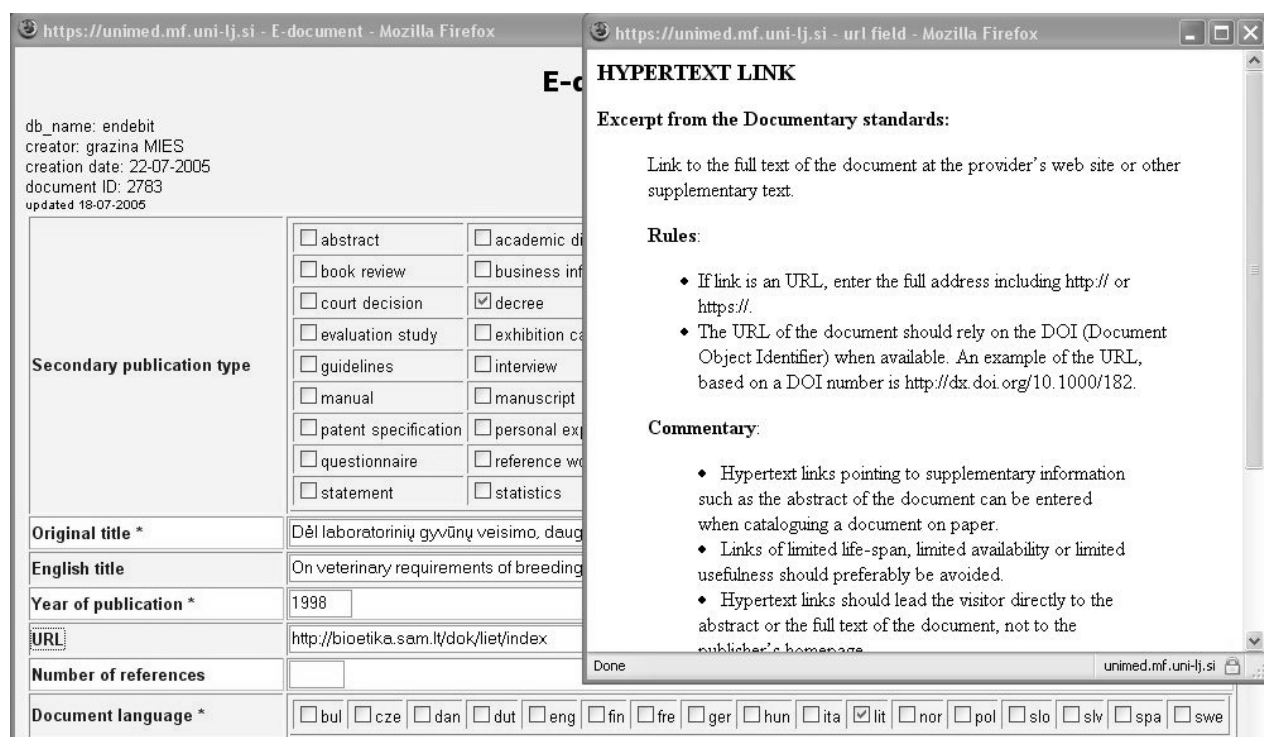 https://unimed.mf.uni-lj.si - E-document - Mozilla Firefox
db_name: endebit
creator: grazina MIES
creation date: 22-07-2005
document ID: 2783
updated 18-07-2005
Secondary publication type
abstract
book review
court decision decree
evaluation study
guidelines interview
manual manuscript
patent specification personal
questionnaire reference
statement statistics
Original title * Dėl laboratorinių gyvūnų veisimo,
English title On veterinary requirements of breeding
Year of publication * 1998
URL http://bioetika.sam.lt/dok/liet/index
Number of references
Document language * bul cze dan dut eng fin fre ger hun ita lit nor pol slo slv spa swe
https://unimed.mf.uni-lj.si - url field - Mozilla Firefox
HYPERTEXT LINK
Excerpt from the Documentary standards:
Link to the full text of the document at the provider's web site or other
supplementary text.
Rules:
• If link is an URL, enter the full address including http:// or
https://.
• The URL of the document should rely on the DOI (Document
Object Identifier) when available. An example of the URL,
based on a DOI number is http://dx.doi.org/10.1000/182.
Commentary:
• Hypertext links pointing to supplementary information
such as the abstract of the document can be entered
when cataloguing a document on paper.
• Links of limited life-span, limited availability or limited
usefulness should preferably be avoided.
• Hypertext links should lead the visitor directly to the
abstract or the full text of the document, not to the
publisher's homepage
Done unimed.mf.uni-lj.si